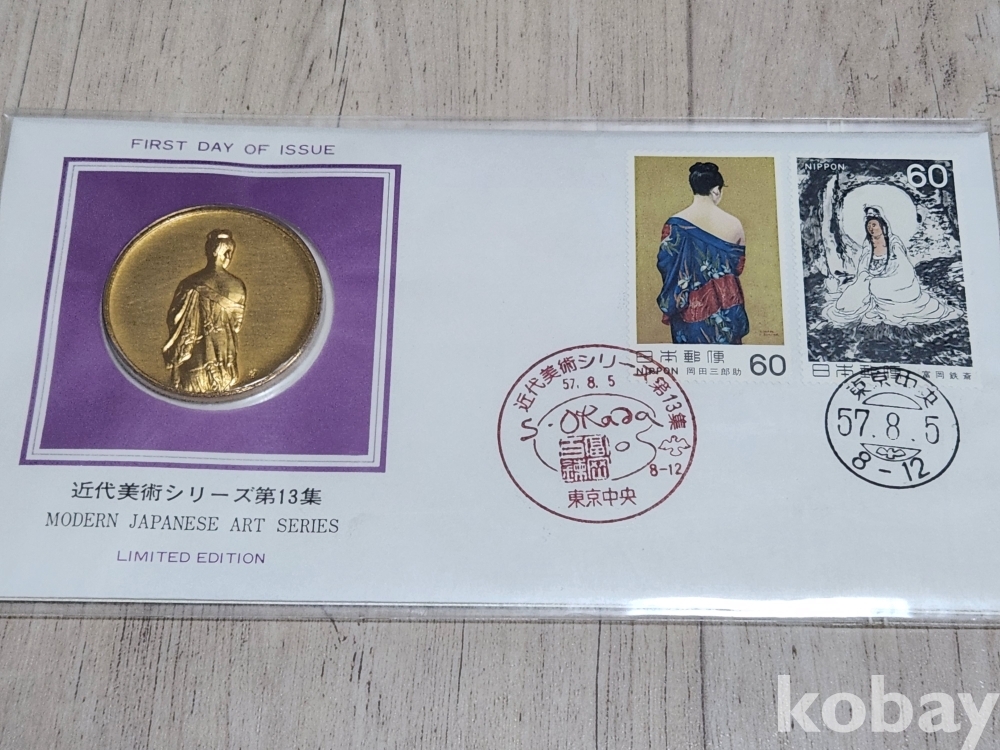 FIRST DAY OF ISSUE
近代美術シリーズ第13集
MODERN JAPANESE ART SERIES
LIMITED EDITION
日本郵便
NIPPON 岡田三郎助 60
NIPPON 60
日本郵便 富岡鉄斎
近代美術シリーズ第13集
57.8.5
S.OKada
8-12
東京中央
東京中央
57.8.5
8-12
kobay